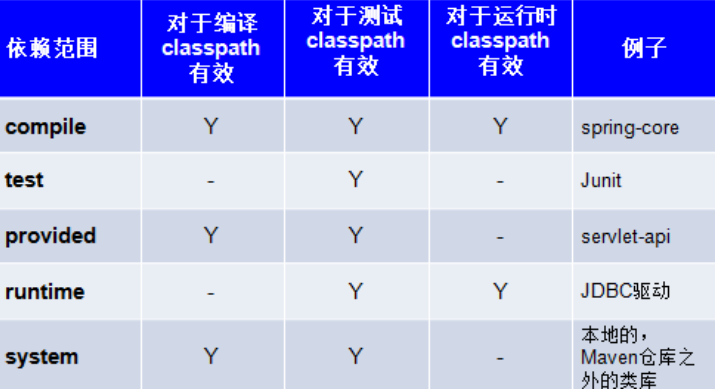 依赖范围 对于编译 classpath 有效 对于测试 classpath 有效 对于运行时 classpath 有效 例子
compile Y Y Y spring-core
test - Y - Junit
provided Y Y - servlet-api
runtime - Y Y JDBC驱动
system Y Y - 本地的，
Maven仓库之
外的类库